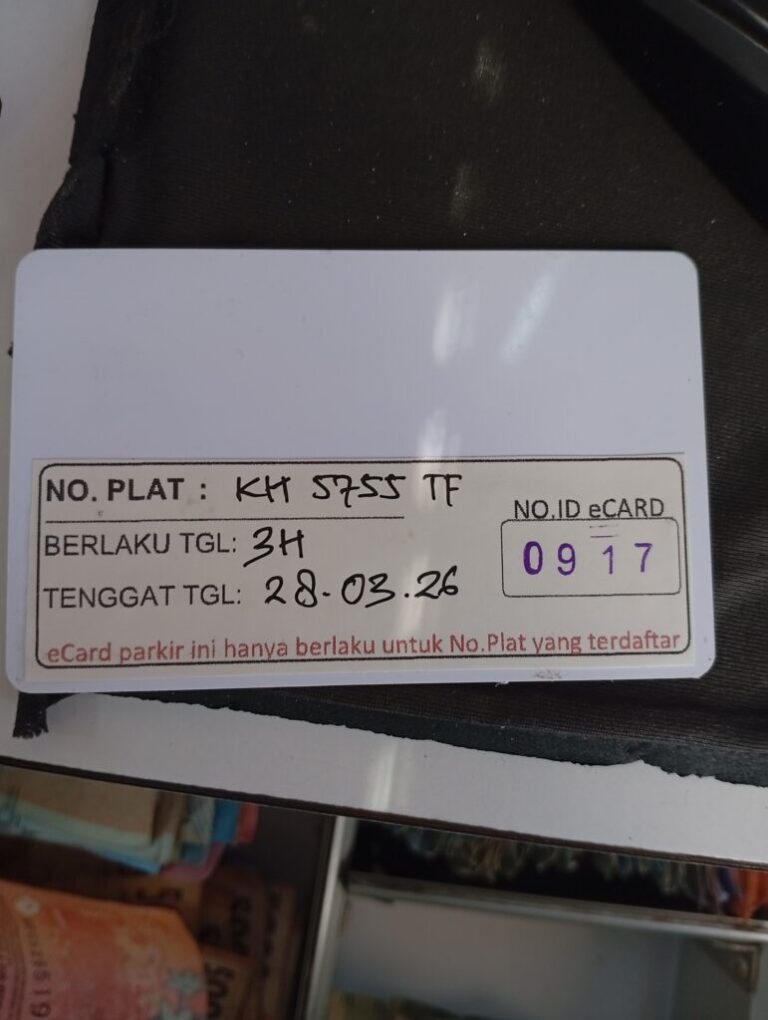 NO. PLAT : KH 5755 TF
BERLAKU TGL: 3H
TENGGAT TGL: 28-03.26
NO.ID eCARD
0917
eCard parkir ini hanya berlaku untuk No.Plat yang terdaftar